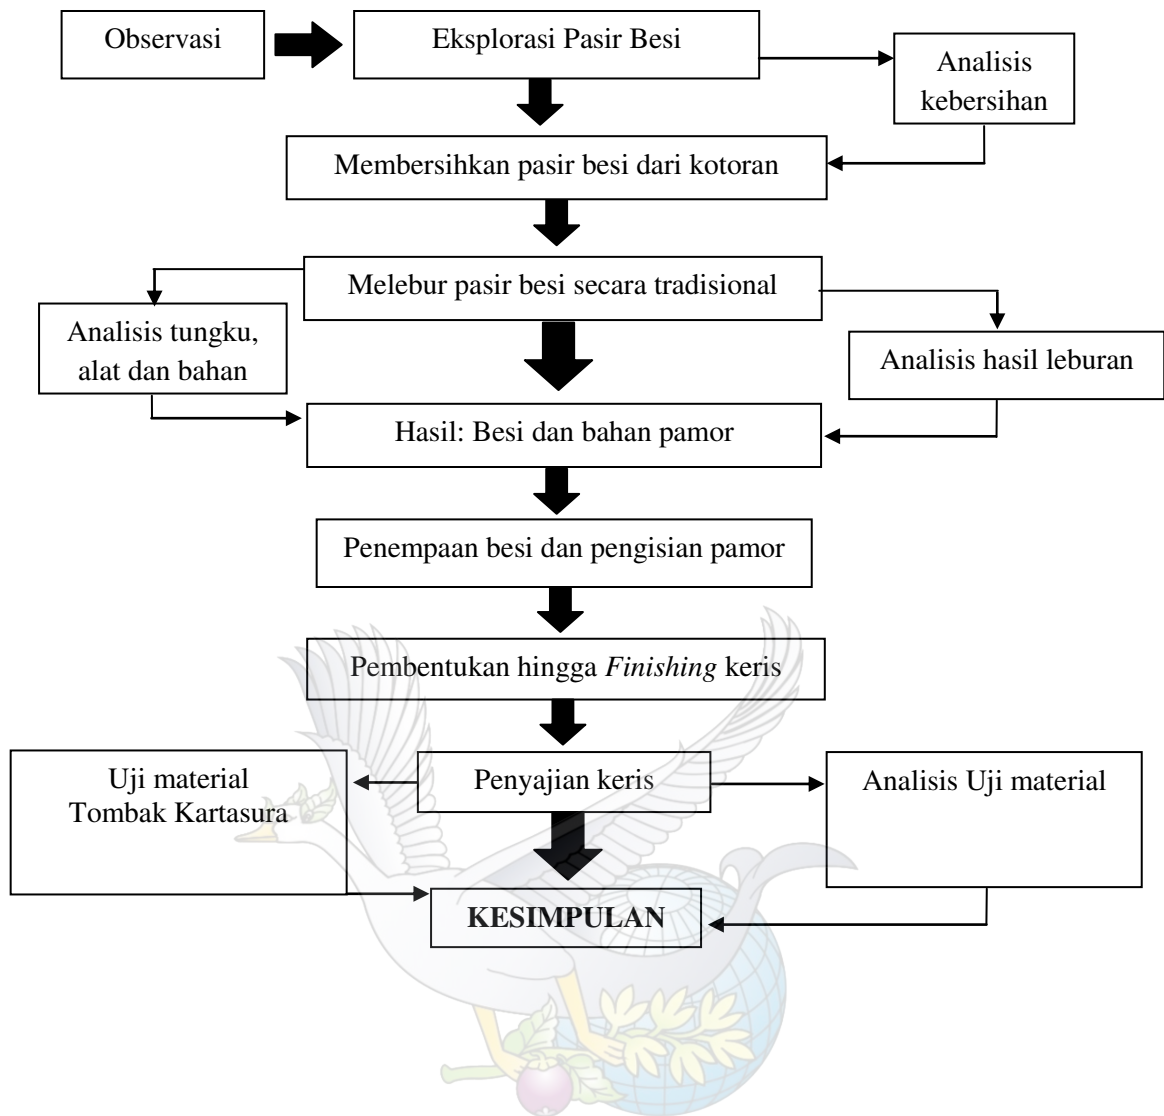 Observasi
Eksplorasi Pasir Besi
Analisis
kebersihan
Membersihkan pasir besi dari kotoran
Melebur pasir besi secara tradisional
Analisis tungku,
alat dan bahan
Analisis hasil leburan
Hasil: Besi dan bahan pamor
Penempaan besi dan pengisian pamor
Pembentukan hingga Finishing keris
Uji material
Tombak Kartasura
Penyajian keris
Analisis Uji material
KESIMPULAN